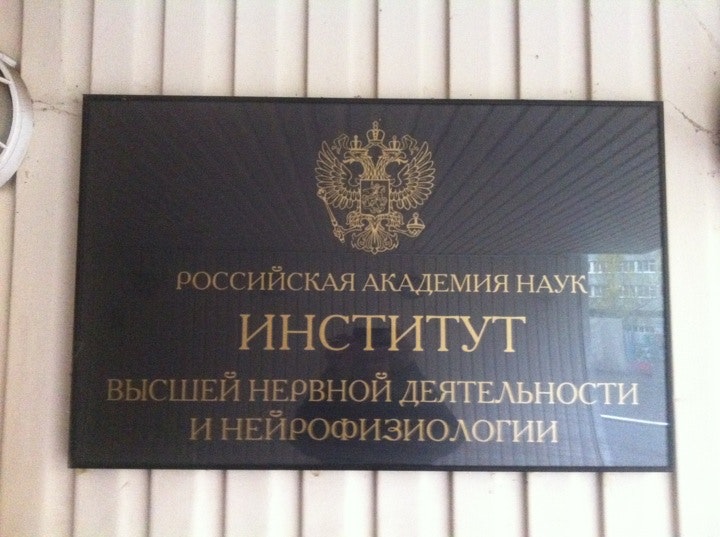 РОССИЙСКАЯ АКАДЕМИЯ НАУК
ИНСТИТУТ
ВЫСШЕЙ НЕРВНОЙ ДЕЯТЕЛЬНОСТИ
И НЕЙРОФИЗИОЛОГИИ